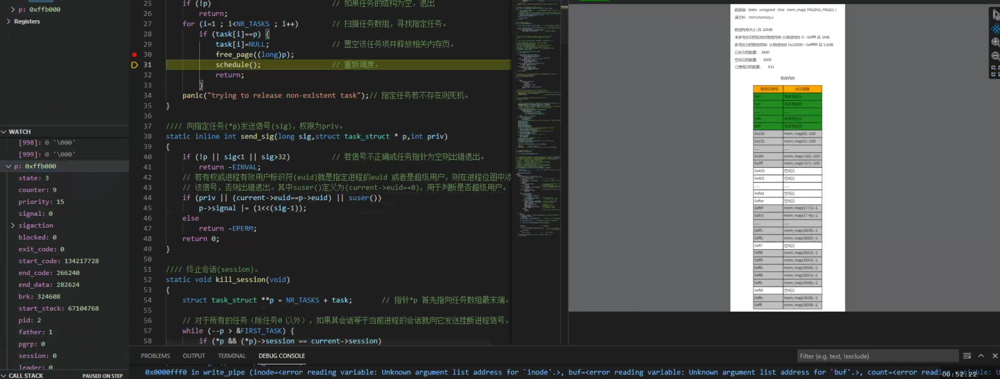 p: 0xffb000
Registers
WATCH
[998]: 0 '\000'
[999]: 0 '\000'
p: 0xffb000
state: 3
counter: 9
priority: 15
signal: 0
sigaction
blocked: 0
exit_code: 0
start_code: 134217728
end_code: 266240
end_data: 282624
brk: 324608
start_stack: 67104768
pid: 2
father: 1
pgrp: 0
session: 0
leader: 0
CALL STACK PAUSED ON STEP
25 if (!p) // 如果任务的结构为空，退出
26 return;
27 for (i=1 ; i<NR_TASKS ; i++) // 扫描任务数组，寻找指定任务。
28 if (task[i]==p) {
29 task[i]=NULL; // 置空该任务项并释放相关内存页。
30 free_page((long)p);
31 schedule(); // 重新调度。
32 return;
33 }
34 panic("trying to release non-existent task");// 指定任务若不存在则死机。
35 }
36
37 //// 向指定任务(*p)发送信号(sig)，权限为priv。
38 static inline int send_sig(long sig,struct task_struct * p,int priv)
39 {
40 if (!p || sig<1 || sig>32) // 若信号不正确或任务指针为空则出错退出。
41 return -EINVAL;
42 // 若有权或进程有效用户标识符(euid)就是指定进程的euid 或者是超级用户，则在进程位图中添
43 // 该信号，否则出错退出。其中suser()定义为(current->euid==0)，用于判断是否超级用户。
44 if (priv || (current->euid==p->euid) || suser())
45 p->signal |= (1<<(sig-1));
46 else
47 return -EPERM;
48 return 0;
49 }
50
51 //// 终止会话(session)。
52 static void kill_session(void)
53 {
54 struct task_struct **p = NR_TASKS + task; // 指针*p 首先指向任务数组最末端。
55
56 // 对于所有的任务（除任务0 以外），如果其会话等于当前进程的会话就向它发送挂断进程信号。
57 while (--p > &FIRST_TASK) {
58 if (*p && (*p)->session == current->session)
数据源: static unsigned char mem_map[ PAGING_PAGES ]
源文件: mm\memory.c
物理内存大小: 共 16MB
未参与分页的低地址物理内存: 从物理地址 0 ~ 0xfffff 共 1MB
参与分页的物理内存: 从物理地址 0x10000 ~ 0xffffff 共 15MB
已分页的数量: 3840
空闲页的数量: 3009
已使用页的数量: 831
物理内存
物理页框号 分页信息
0x0 未参与分页
0x1 未参与分页
...... ......
0xfe 未参与分页
0xff 未参与分页
0x100 mem_map[0]=100
0x101 mem_map[1]=100
...... ......
0x3fe mem_map[766]=100
0x3ff mem_map[767]=100
0x400 空闲页
0x401 空闲页
...... ......
0xfbd 空闲页
0xfbe 空闲页
0xfbf mem_map[3775]=1
0xfc0 mem_map[3776]=1
...... ......
0xff5 mem_map[3829]=1
0xff6 mem_map[3830]=1
0xff7 空闲页
0xff8 mem_map[3832]=1
0xff9 mem_map[3833]=1
0xffa mem_map[3834]=1
0xffb mem_map[3835]=1
0xffc mem_map[3836]=1
0xffd 空闲页
0xffe mem_map[3838]=1
0xfff mem_map[3839]=1
PROBLEMS OUTPUT TERMINAL DEBUG CONSOLE
Filter (e.g. text, !exclude)
0x0000fff0 in write_pipe (inode=<error reading variable: Unknown argument list address for `inode'.>, buf=<error reading variable: Unknown argument list address for `buf'.>, count=<error reading variable: U
00:52:22